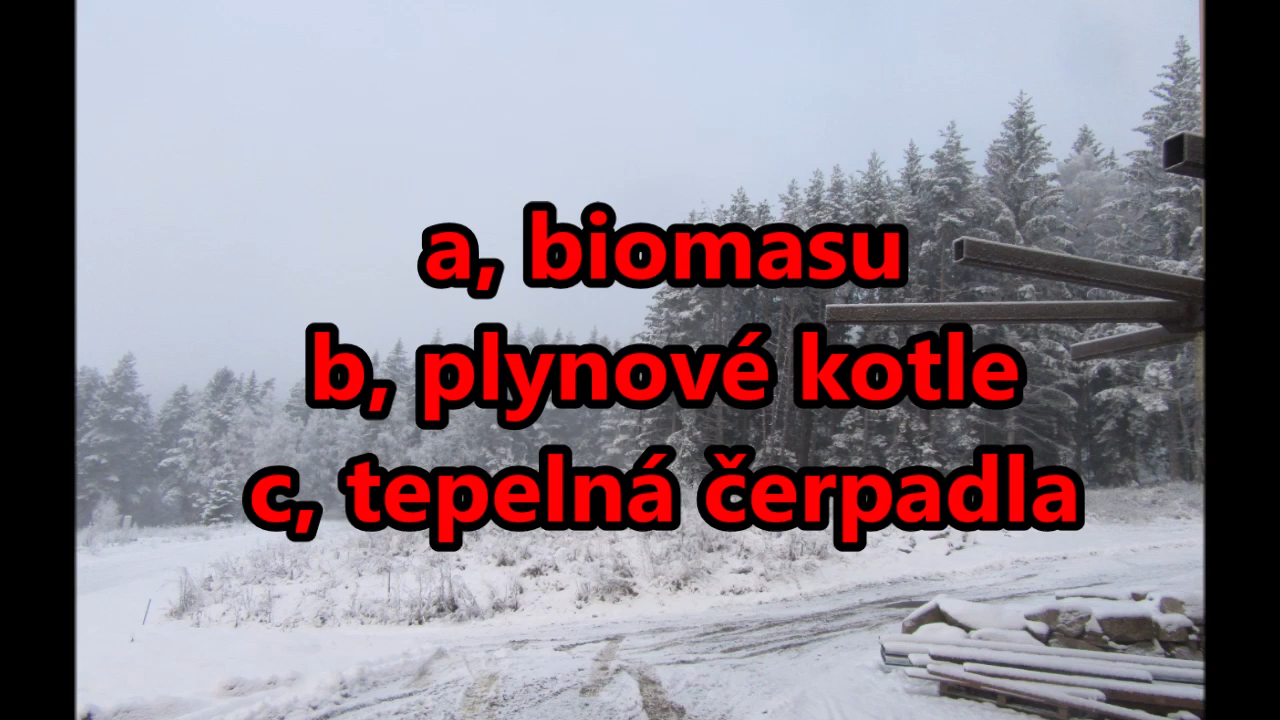 a, biomasu
b, plynové kotle
c, tepelná čerpadla